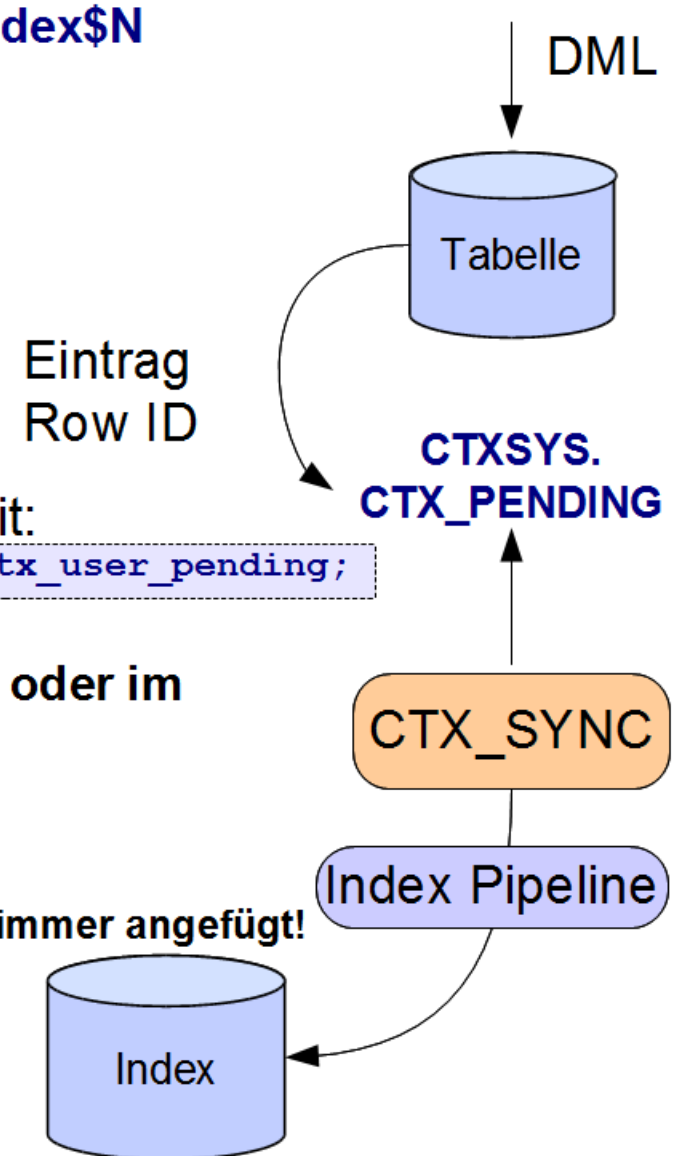 dex$N
DML
Tabelle
Eintrag
Row ID
CTXSYS.
CTX_PENDING
it:
tx_user_pending;
oder im
CTX_SYNC
Index Pipeline
immer angefügt!
Index